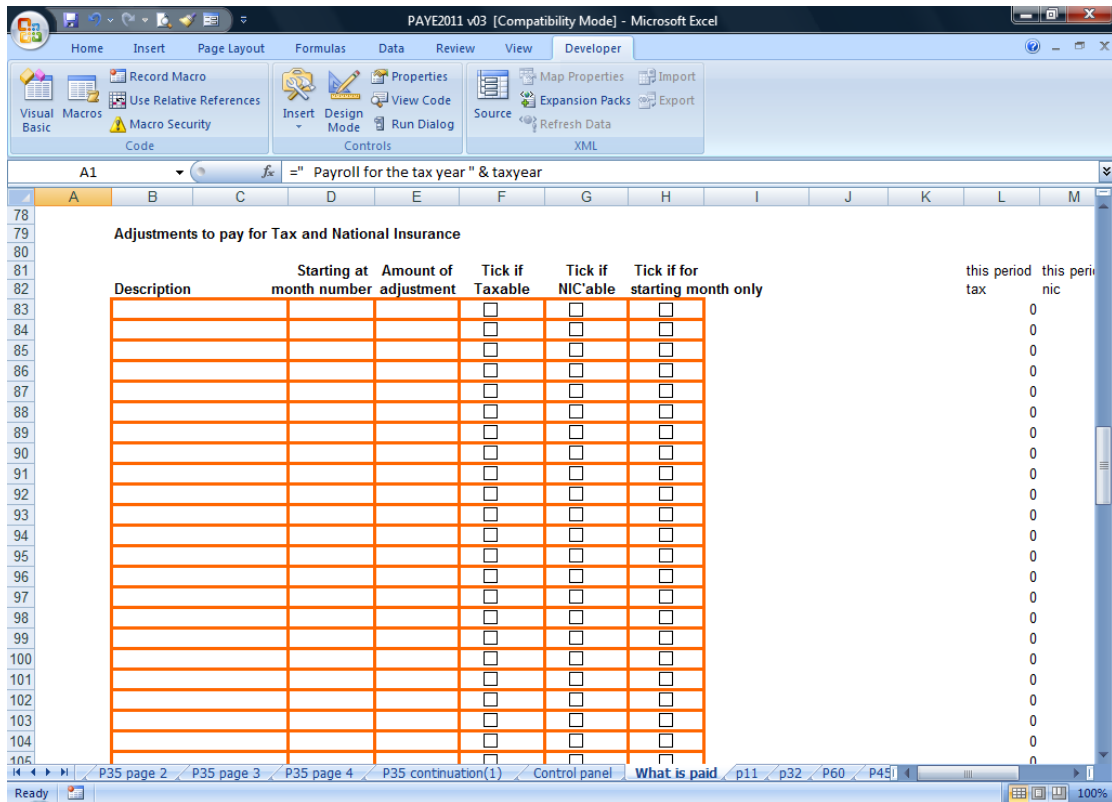 PAYE2011 v03 [Compatibility Mode] - Microsoft Excel
Home Insert Page Layout Formulas Data Review View Developer
Visual Basic
Macros
Record Macro
Use Relative References
Macro Security
Code
Insert
Design Mode
Properties
View Code
Run Dialog
Controls
Source
Map Properties
Expansion Packs
Refresh Data
Import
Export
XML
A1 fx =" Payroll for the tax year " & taxyear
A B C D E F G H I J K L M
78
79 Adjustments to pay for Tax and National Insurance
80
81 Starting at Amount of Tick if Tick if Tick if for this period this perio
82 Description month number adjustment Taxable NIC'able starting month only tax nic
83 0
84 0
85 0
86 0
87 0
88 0
89 0
90 0
91 0
92 0
93 0
94 0
95 0
96 0
97 0
98 0
99 0
100 0
101 0
102 0
103 0
104 0
105 0
P35 page 2 P35 page 3 P35 page 4 P35 continuation(1) Control panel What is paid p11 p32 P60 P45
Ready 100%